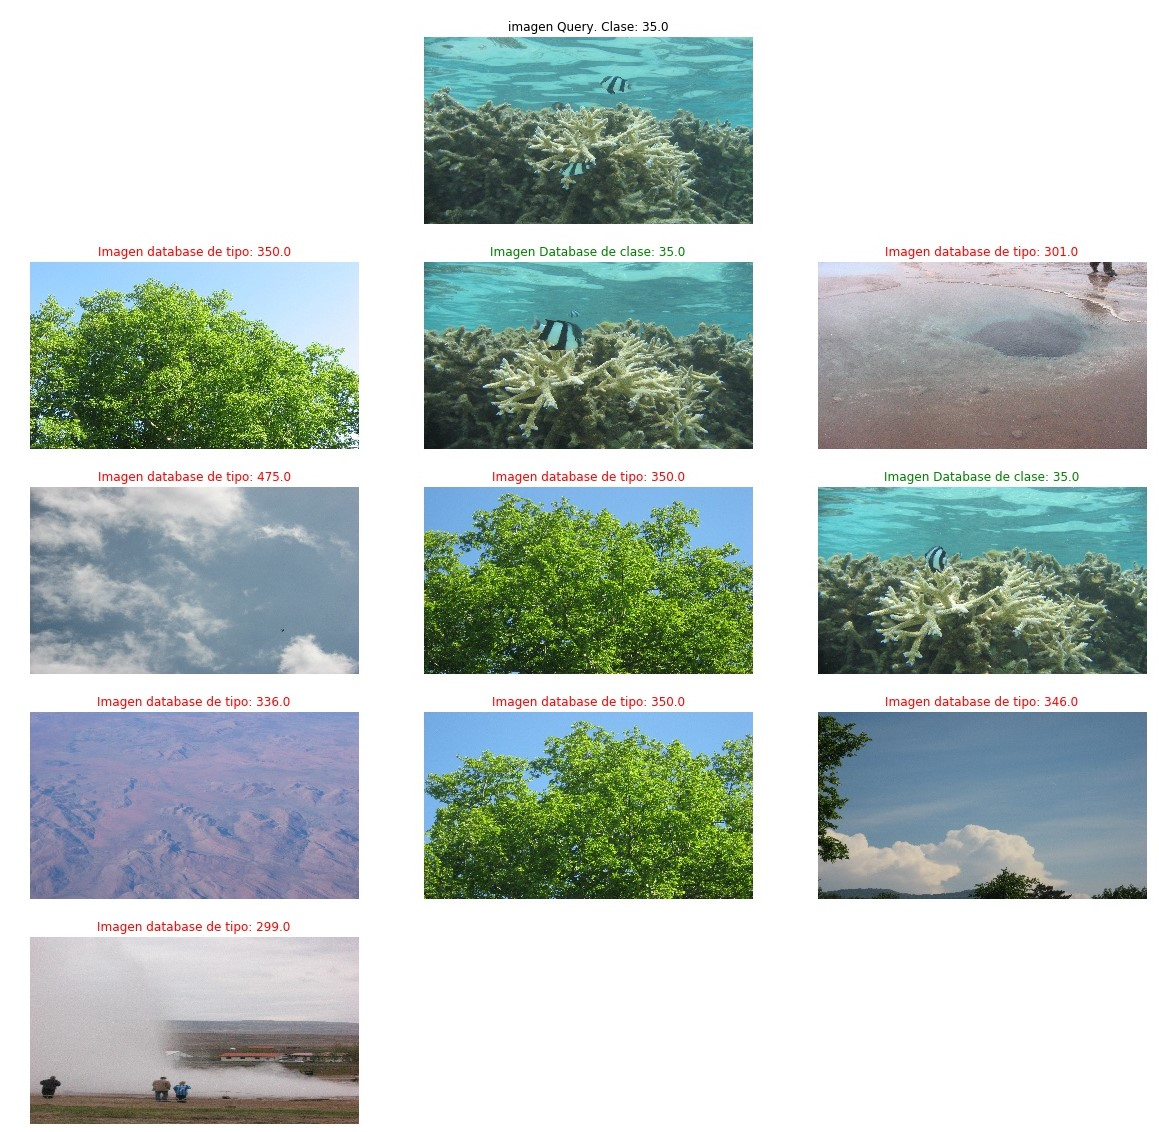 imagen Query. Clase: 35.0
Imagen database de tipo: 350.0
Imagen Database de clase: 35.0
Imagen database de tipo: 301.0
Imagen database de tipo: 475.0
Imagen database de tipo: 350.0
Imagen Database de clase: 35.0
Imagen database de tipo: 336.0
Imagen database de tipo: 350.0
Imagen database de tipo: 346.0
Imagen database de tipo: 299.0